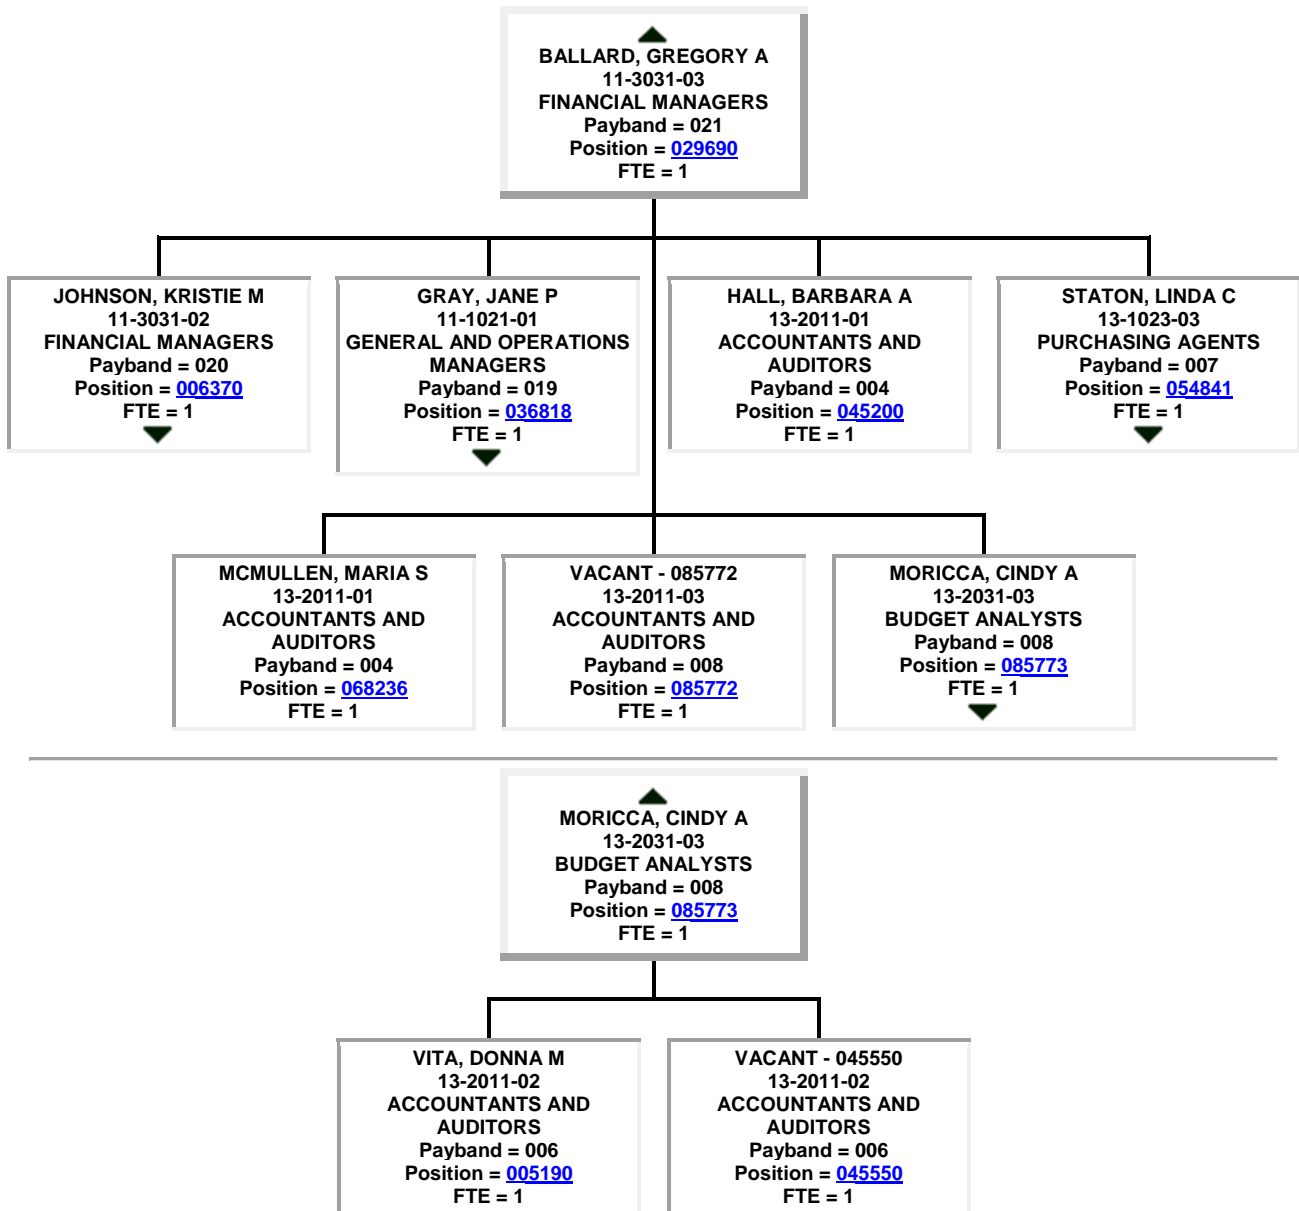 BALLARD, GREGORY A
11-3031-03
FINANCIAL MANAGERS
Payband = 021
Position = 029690
FTE = 1
JOHNSON, KRISTIE M
11-3031-02
FINANCIAL MANAGERS
Payband = 020
Position = 006370
FTE = 1
GRAY, JANE P
11-1021-01
GENERAL AND OPERATIONS
MANAGERS
Payband = 019
Position = 036818
FTE = 1
HALL, BARBARA A
13-2011-01
ACCOUNTANTS AND
AUDITORS
Payband = 004
Position = 045200
FTE = 1
STATON, LINDA C
13-1023-03
PURCHASING AGENTS
Payband = 007
Position = 054841
FTE = 1
MCMULLEN, MARIA S
13-2011-01
ACCOUNTANTS AND
AUDITORS
Payband = 004
Position = 068236
FTE = 1
VACANT - 085772
13-2011-03
ACCOUNTANTS AND
AUDITORS
Payband = 008
Position = 085772
FTE = 1
MORICCA, CINDY A
13-2031-03
BUDGET ANALYSTS
Payband = 008
Position = 085773
FTE = 1
MORICCA, CINDY A
13-2031-03
BUDGET ANALYSTS
Payband = 008
Position = 085773
FTE = 1
VITA, DONNA M
13-2011-02
ACCOUNTANTS AND
AUDITORS
Payband = 006
Position = 005190
FTE = 1
VACANT - 045550
13-2011-02
ACCOUNTANTS AND
AUDITORS
Payband = 006
Position = 045550
FTE = 1